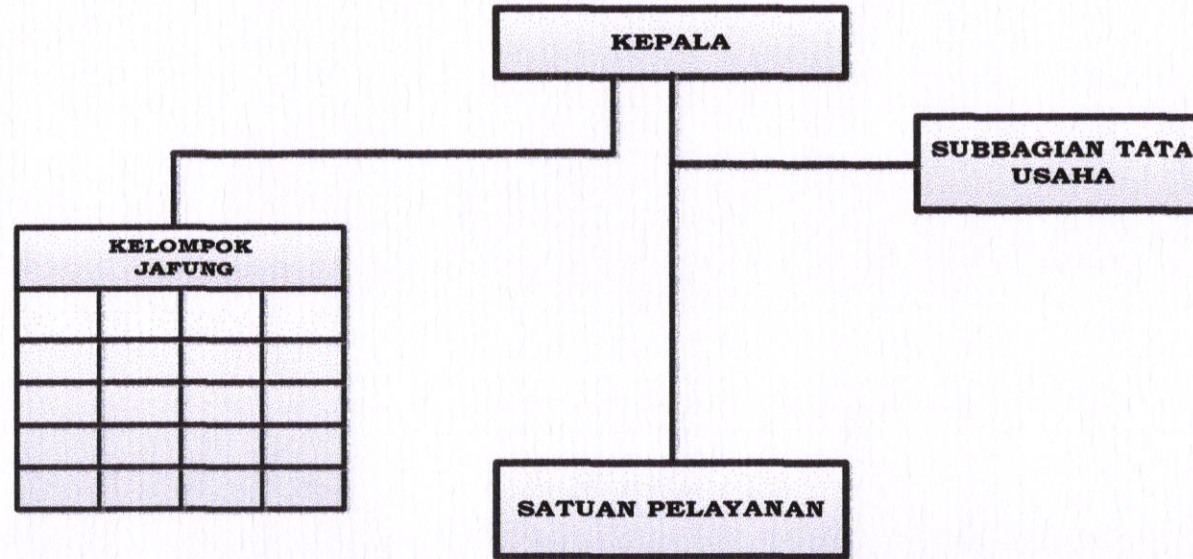 KEPALA
SUBBAGIAN TATA
USAHA
KELOMPOK
JAFUNG
SATUAN PELAYANAN